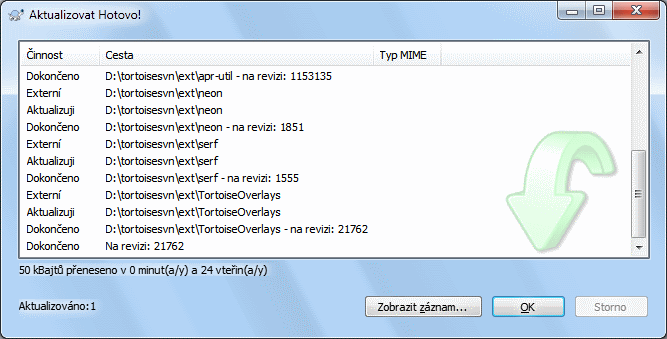 Aktualizovat Hotovo!
Činnost Cesta Typ MIME
Dokončeno D:\tortoisesvn\ext\apr-util - na revizi: 1153135
Externí D:\tortoisesvn\ext\neon
Aktualizuji D:\tortoisesvn\ext\neon
Dokončeno D:\tortoisesvn\ext\neon - na revizi: 1851
Externí D:\tortoisesvn\ext\serf
Aktualizuji D:\tortoisesvn\ext\serf
Dokončeno D:\tortoisesvn\ext\serf - na revizi: 1555
Externí D:\tortoisesvn\ext\TortoiseOverlays
Aktualizuji D:\tortoisesvn\ext\TortoiseOverlays
Dokončeno D:\tortoisesvn\ext\TortoiseOverlays - na revizi: 21762
Dokončeno Na revizi: 21762
50 kBajtů přeneseno v 0 minut(a/y) a 24 vteřin(a/y)
Aktualizováno:1 Zobrazit záznam... OK Storno